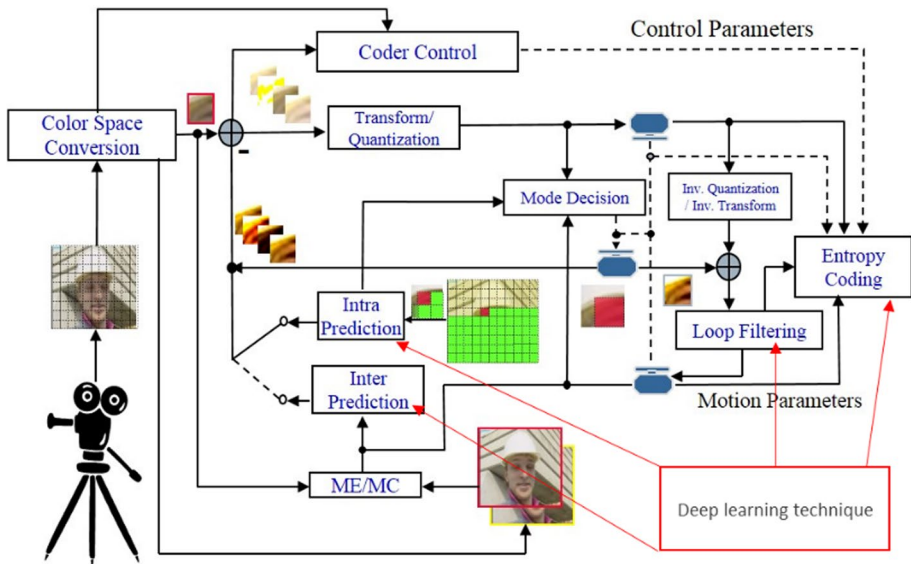 Control Parameters
Coder Control
Color Space
Conversion
-
Transform/
Quantization
Mode Decision
Inv. Quantization
/ Inv. Transform
Entropy
Coding
Intra
Prediction
Loop Filtering
Inter
Prediction
Motion Parameters
ME/MC
Deep learning technique